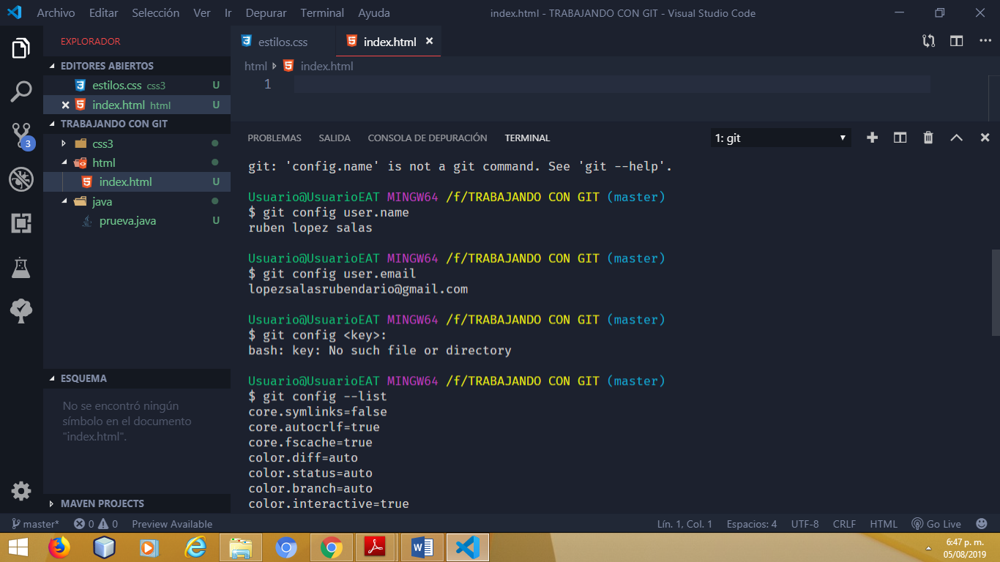 Archivo Editar Selección Ver Ir Depurar Terminal Ayuda
index.html - TRABAJANDO CON GIT - Visual Studio Code
EXPLORADOR
EDITORES ABIERTOS
estilos.css css3 U
index.html html U
TRABAJANDO CON GIT
css3
html
index.html U
java
prueva.java U
3
ESQUEMA
No se encontró ningún
símbolo en el documento
"index.html".
MAVEN PROJECTS
estilos.css
index.html
html index.html
1
PROBLEMAS SALIDA CONSOLA DE DEPURACIÓN TERMINAL
1: git
git: 'config.name' is not a git command. See 'git --help'.
Usuario@UsuarioEAT MINGW64 /f/TRABAJANDO CON GIT (master)
$ git config user.name
ruben lopez salas
Usuario@UsuarioEAT MINGW64 /f/TRABAJANDO CON GIT (master)
$ git config user.email
lopezsalasrubendario@gmail.com
Usuario@UsuarioEAT MINGW64 /f/TRABAJANDO CON GIT (master)
$ git config <key>:
bash: key: No such file or directory
Usuario@UsuarioEAT MINGW64 /f/TRABAJANDO CON GIT (master)
$ git config --list
core.symlinks=false
core.autocrlf=true
core.fscache=true
color.diff=auto
color.status=auto
color.branch=auto
color.interactive=true
master* 0 0 Preview Available
Lín. 1, Col. 1 Espacios: 4 UTF-8 CRLF HTML Go Live
6:47 p. m.
05/08/2019